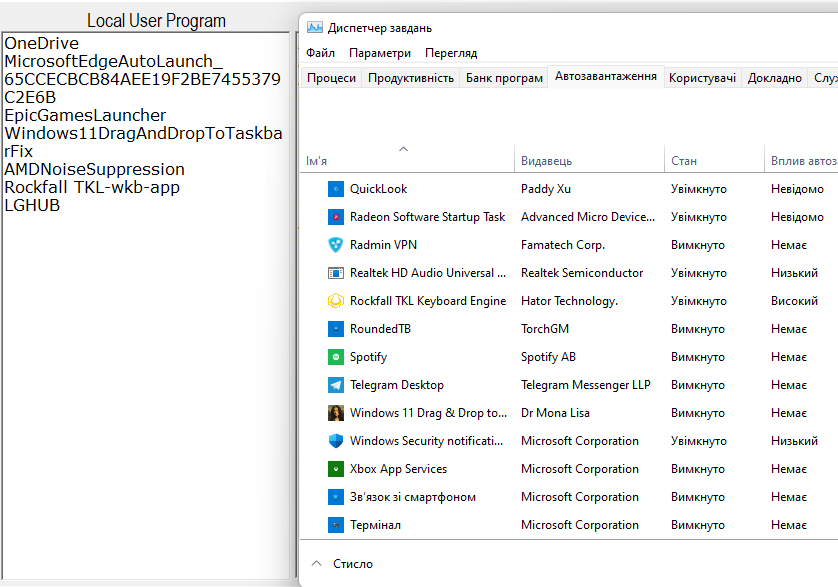 Local User Program
OneDrive
MicrosoftEdgeAutoLaunch_
65CCECBCB84AEE19F2BE7455379
C2E6B
EpicGamesLauncher
Windows11DragAndDropToTaskba
rFix
AMDNoiseSuppression
Rockfall TKL-wkb-app
LGHUB
Диспетчер завдань
Файл Параметри Перегляд
Процеси Продуктивність Банк програм Автозавантаження Користувачі Докладно Слу
Ім'я Видавець Стан Вплив автоз
QuickLook Paddy Xu Увімкнуто Невідомо
Radeon Software Startup Task Advanced Micro Device... Увімкнуто Невідомо
Radmin VPN Famatech Corp. Вимкнуто Немає
Realtek HD Audio Universal ... Realtek Semiconductor Увімкнуто Низький
Rockfall TKL Keyboard Engine Hator Technology. Увімкнуто Високий
RoundedTB TorchGM Вимкнуто Немає
Spotify Spotify AB Вимкнуто Немає
Telegram Desktop Telegram Messenger LLP Вимкнуто Немає
Windows 11 Drag & Drop to... Dr Mona Lisa Вимкнуто Немає
Windows Security notificati... Microsoft Corporation Увімкнуто Низький
Xbox App Services Microsoft Corporation Вимкнуто Немає
Зв'язок зі смартфоном Microsoft Corporation Вимкнуто Немає
Термінал Microsoft Corporation Вимкнуто Немає
Стисло